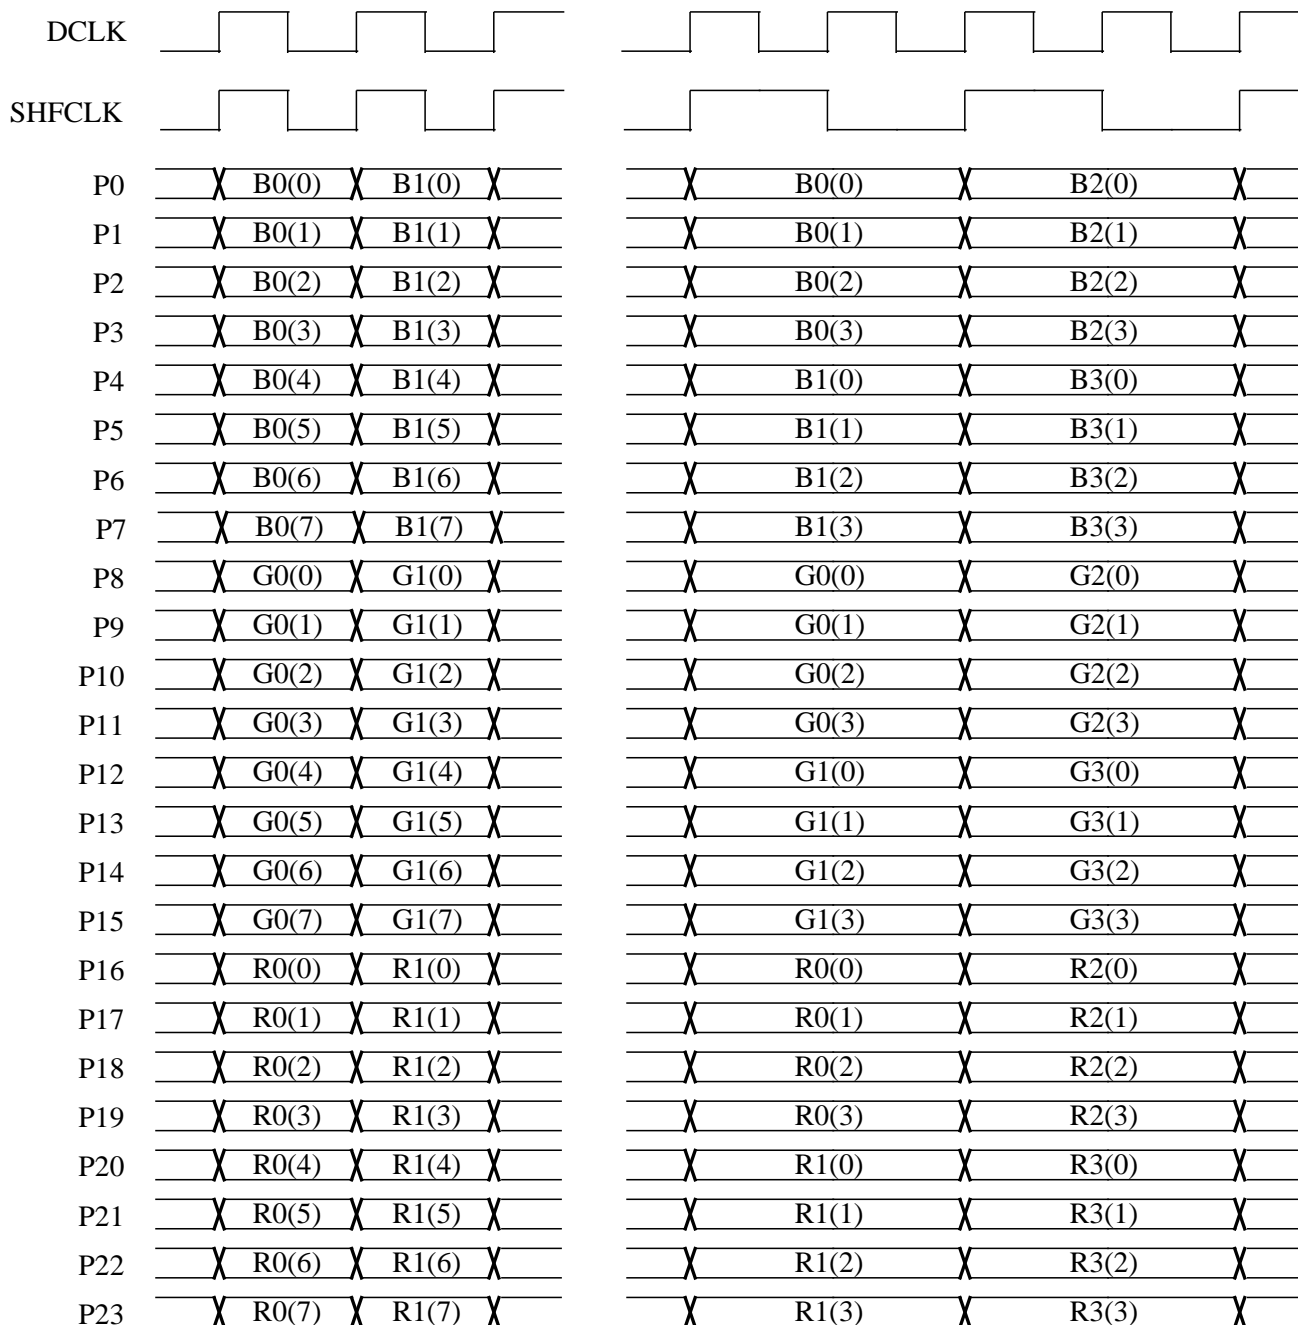 DCLK
SHFCLK
P0 B0(0) B1(0) B0(0) B2(0)
P1 B0(1) B1(1) B0(1) B2(1)
P2 B0(2) B1(2) B0(2) B2(2)
P3 B0(3) B1(3) B0(3) B2(3)
P4 B0(4) B1(4) B1(0) B3(0)
P5 B0(5) B1(5) B1(1) B3(1)
P6 B0(6) B1(6) B1(2) B3(2)
P7 B0(7) B1(7) B1(3) B3(3)
P8 G0(0) G1(0) G0(0) G2(0)
P9 G0(1) G1(1) G0(1) G2(1)
P10 G0(2) G1(2) G0(2) G2(2)
P11 G0(3) G1(3) G0(3) G2(3)
P12 G0(4) G1(4) G1(0) G3(0)
P13 G0(5) G1(5) G1(1) G3(1)
P14 G0(6) G1(6) G1(2) G3(2)
P15 G0(7) G1(7) G1(3) G3(3)
P16 R0(0) R1(0) R0(0) R2(0)
P17 R0(1) R1(1) R0(1) R2(1)
P18 R0(2) R1(2) R0(2) R2(2)
P19 R0(3) R1(3) R0(3) R2(3)
P20 R0(4) R1(4) R1(0) R3(0)
P21 R0(5) R1(5) R1(1) R3(1)
P22 R0(6) R1(6) R1(2) R3(2)
P23 R0(7) R1(7) R1(3) R3(3)